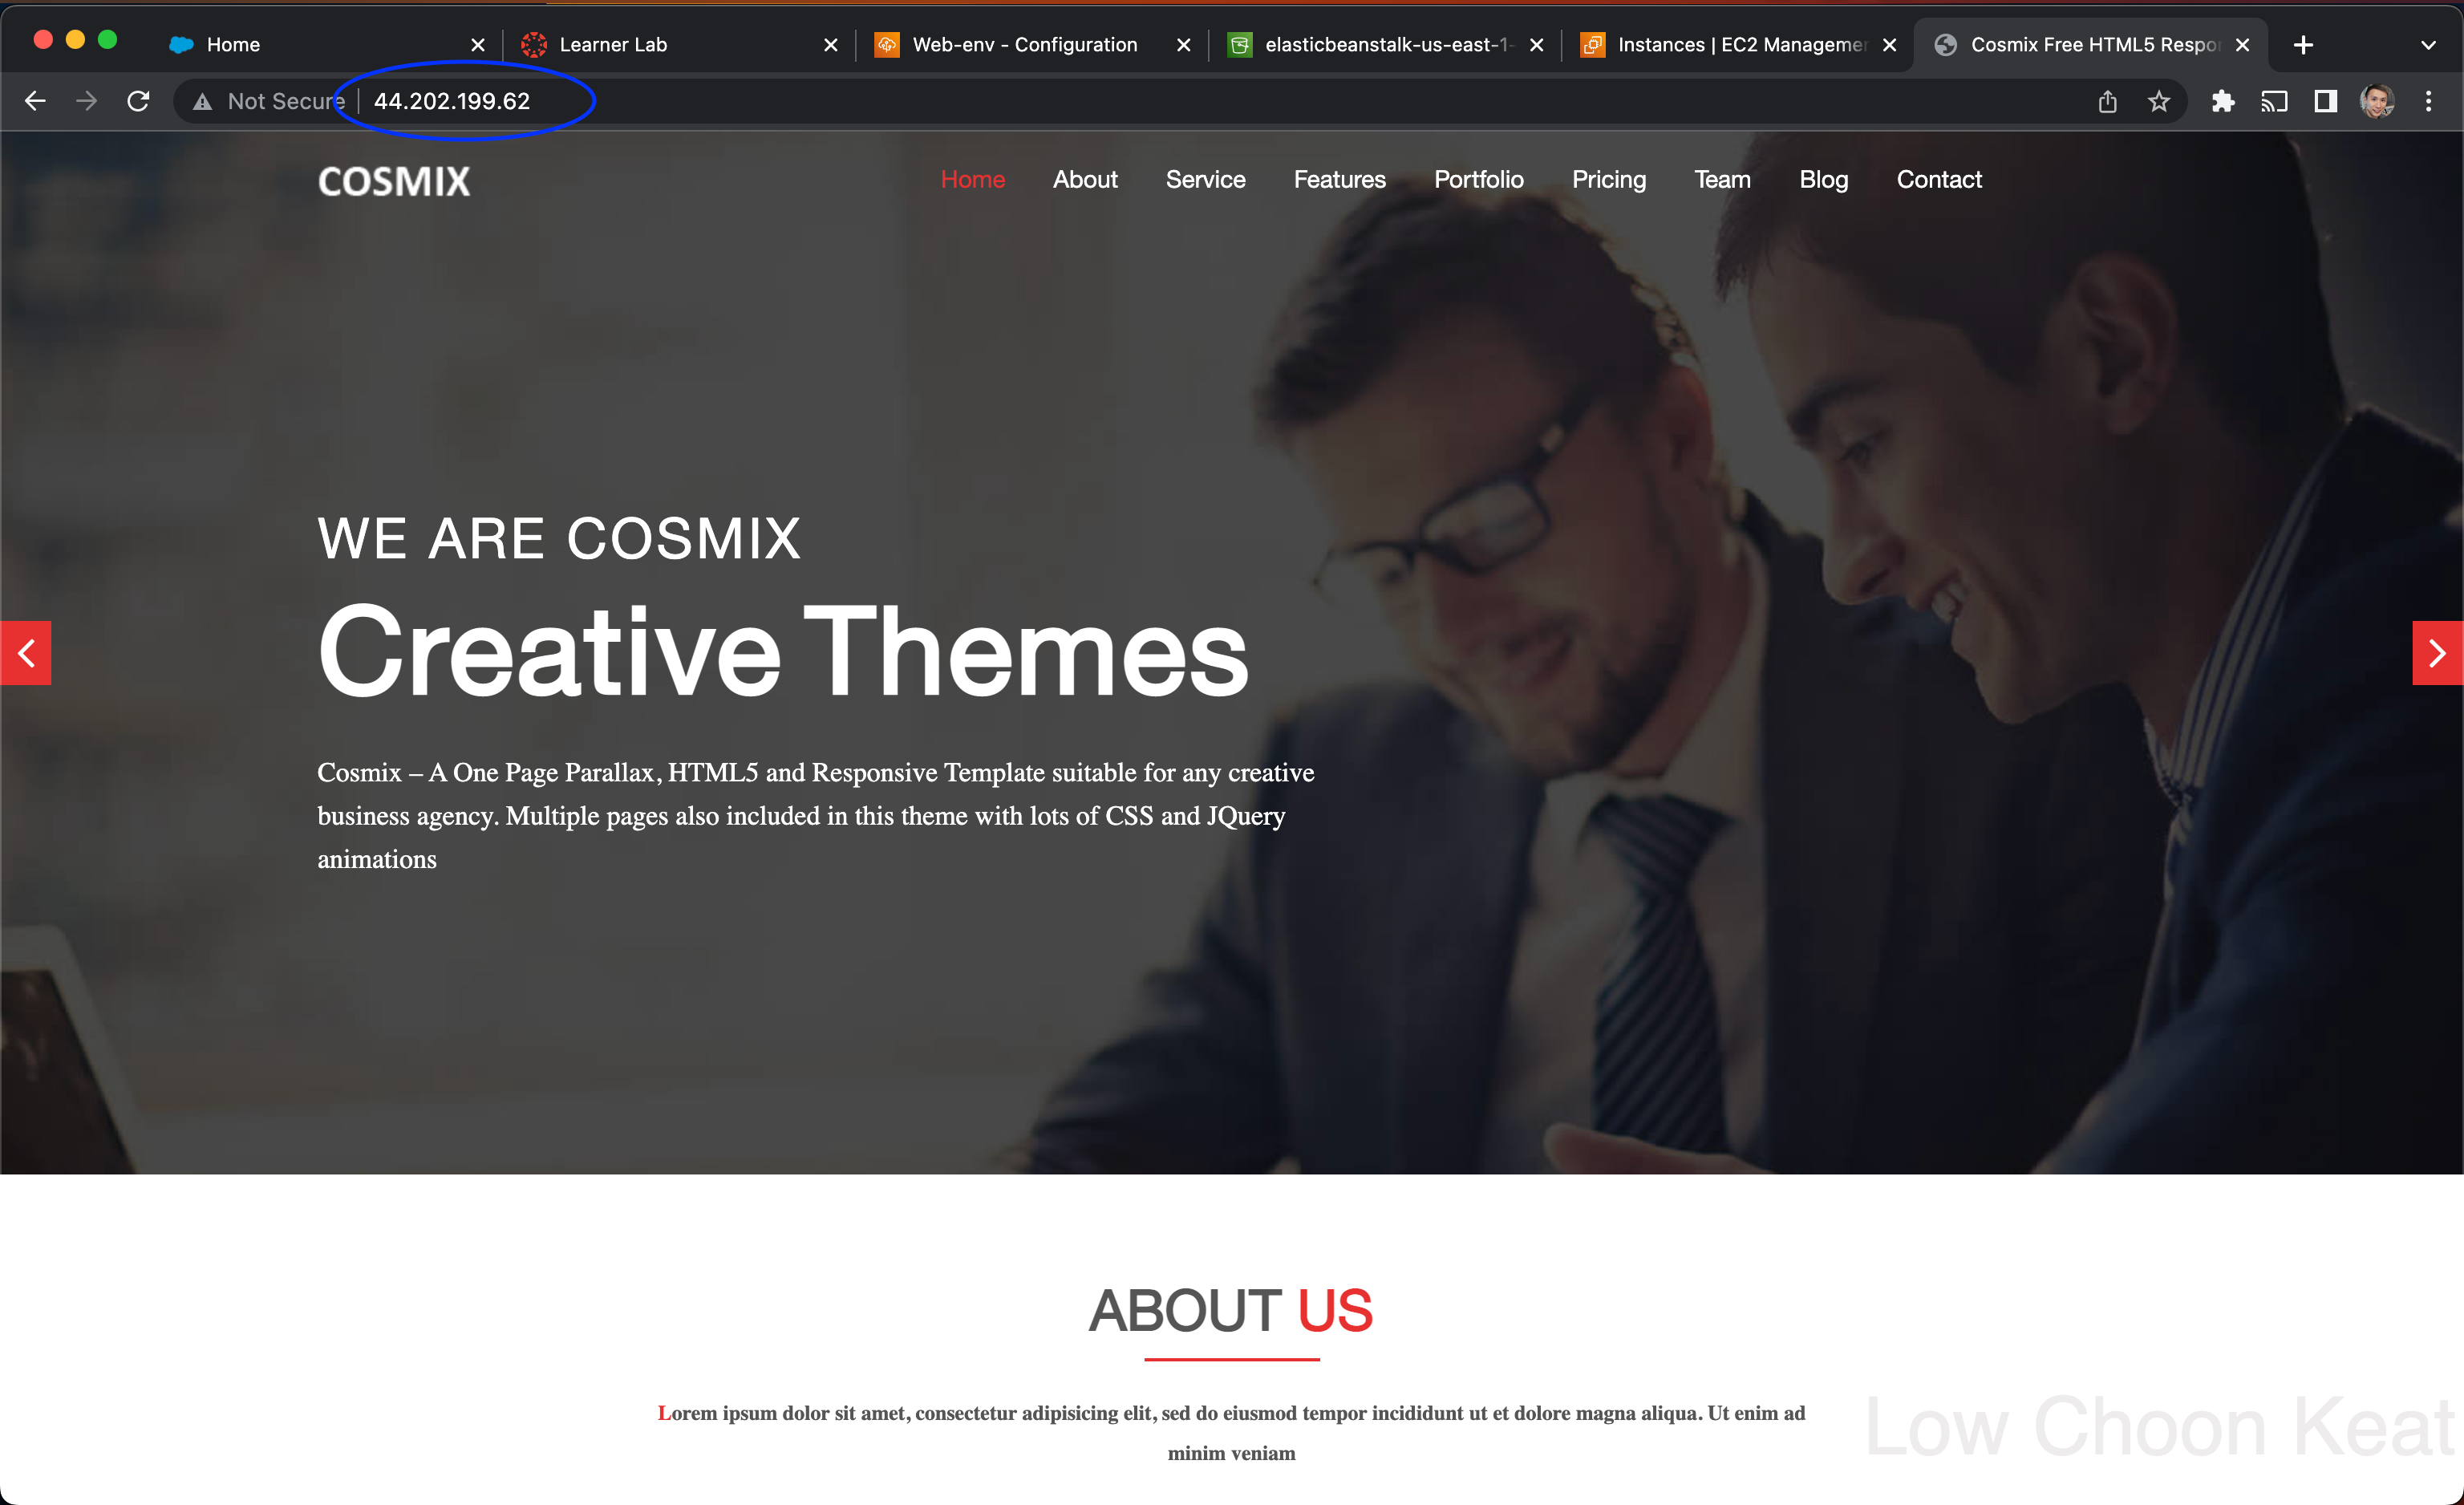 Home
Learner Lab
Web-env - Configuration
elasticbeanstalk-us-east-1-
Instances | EC2 Managemer
Cosmix Free HTML5 Respo
Not Secure
44.202.199.62
COSMIX
Home About Service Features Portfolio Pricing Team Blog Contact
WE ARE COSMIX
Creative Themes
Cosmix – A One Page Parallax, HTML5 and Responsive Template suitable for any creative
business agency. Multiple pages also included in this theme with lots of CSS and JQuery
animations
ABOUT US
Lorem ipsum dolor sit amet, consectetur adipisicing elit, sed do eiusmod tempor incididunt ut et dolore magna aliqua. Ut enim ad
minim veniam
Low Choon Keat